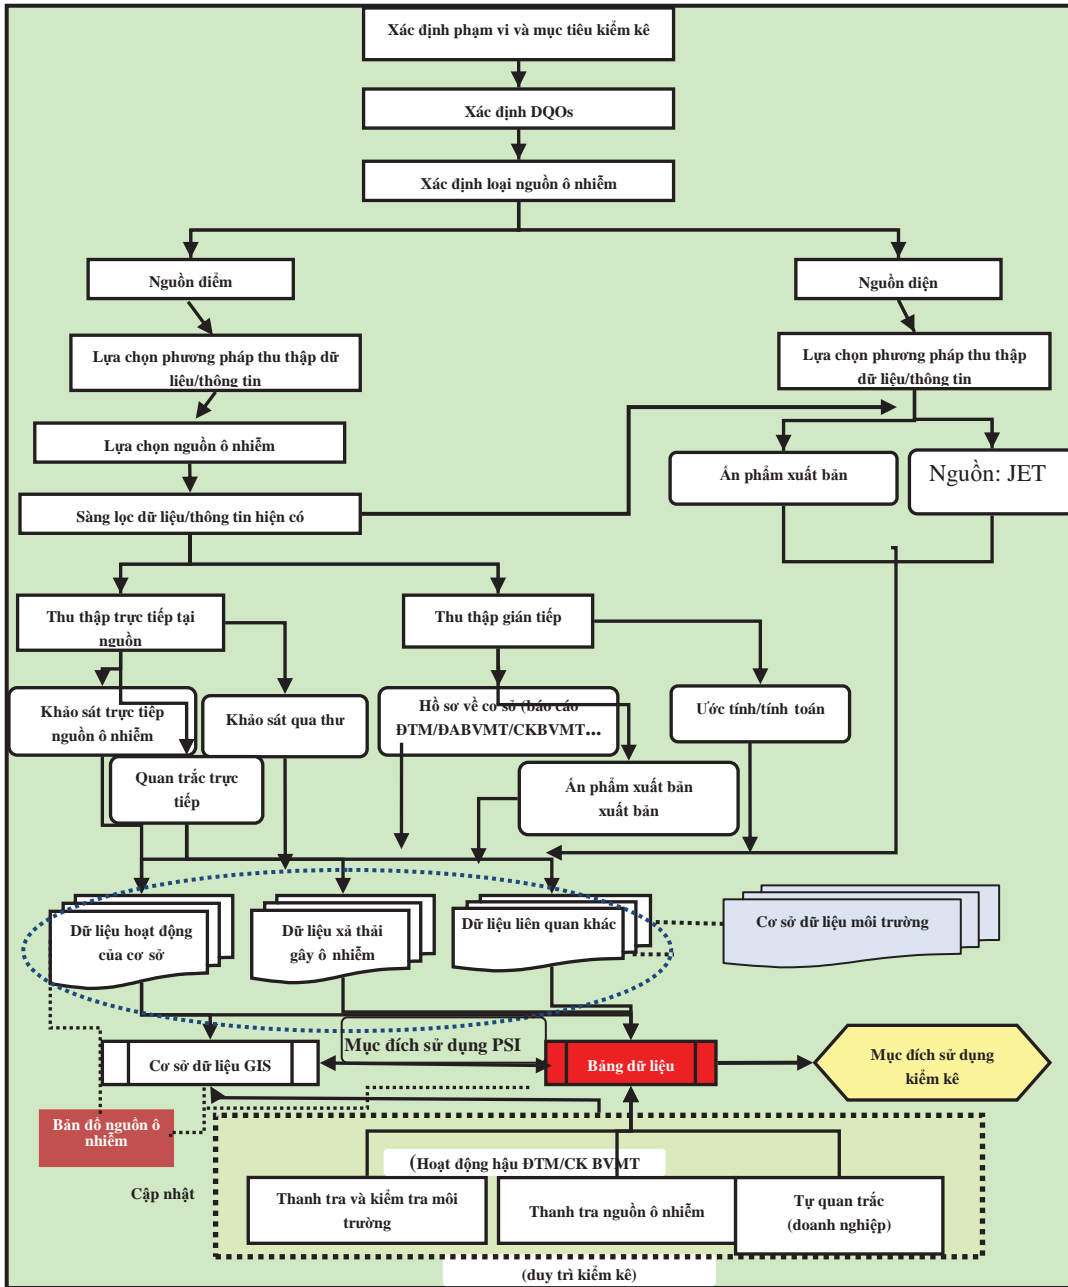 Xác định phạm vi và mục tiêu kiểm kê
Xác định DQOs
Xác định loại nguồn ô nhiễm
Nguồn điểm
Nguồn diện
Lựa chọn phương pháp thu thập dữ
liệu/thông tin
Lựa chọn phương pháp thu thập
dữ liệu/thông tin
Lựa chọn nguồn ô nhiễm
Ấn phẩm xuất bản
Nguồn: JET
Sàng lọc dữ liệu/thông tin hiện có
Thu thập trực tiếp tại
nguồn
Thu thập gián tiếp
Khảo sát trực tiếp
nguồn ô nhiễm
Khảo sát qua thư
Hồ sơ về cơ sở (báo cáo
ĐTM/ĐABVMT/CKBVMT...
Ước tính/tính toán
Quan trắc trực
tiếp
Ấn phẩm xuất bản
xuất bản
Dữ liệu hoạt động
của cơ sở
Dữ liệu xả thải
gây ô nhiễm
Dữ liệu liên quan khác
Cơ sở dữ liệu môi trường
Mục đích sử dụng PSI
Cơ sở dữ liệu GIS
Bảng dữ liệu
Mục đích sử dụng
kiểm kê
Bản đồ nguồn ô
nhiễm
(Hoạt động hậu ĐTM/CK BVMT
Cập nhật
Thanh tra và kiểm tra môi
trường
Thanh tra nguồn ô nhiễm
Tự quan trắc
(doanh nghiệp)
(duy trì kiểm kê)